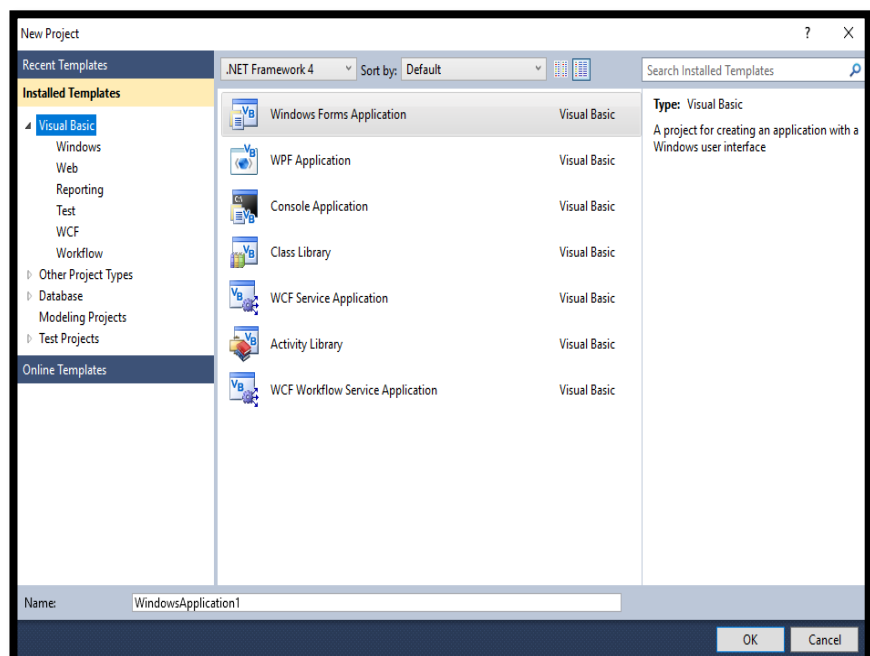 New Project
?
X
Recent Templates
Installed Templates
Visual Basic
Windows
Web
Reporting
Test
WCF
Workflow
Other Project Types
Database
Modeling Projects
Test Projects
Online Templates
.NET Framework 4
Sort by: Default
Windows Forms Application Visual Basic
WPF Application Visual Basic
Console Application Visual Basic
Class Library Visual Basic
WCF Service Application Visual Basic
Activity Library Visual Basic
WCF Workflow Service Application Visual Basic
Search Installed Templates
Type: Visual Basic
A project for creating an application with a
Windows user interface
Name: WindowsApplication1
OK
Cancel